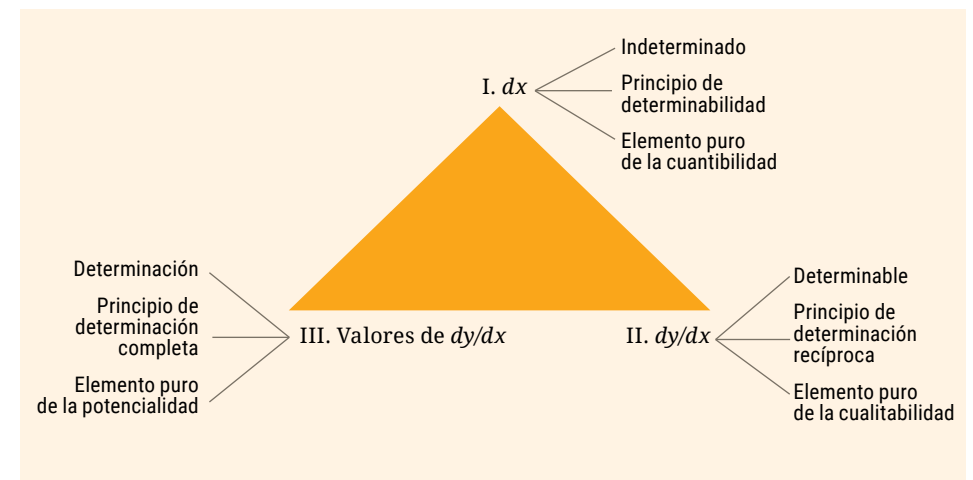 Indeterminado
I. dx
Principio de
determinabilidad
Elemento puro
de la cuantibilidad
Determinación
Principio de
determinación
completa
Elemento puro
de la potencialidad
III. Valores de dy/dx
II. dy/dx
Determinable
Principio de
determinación
recíproca
Elemento puro
de la cualitabilidad